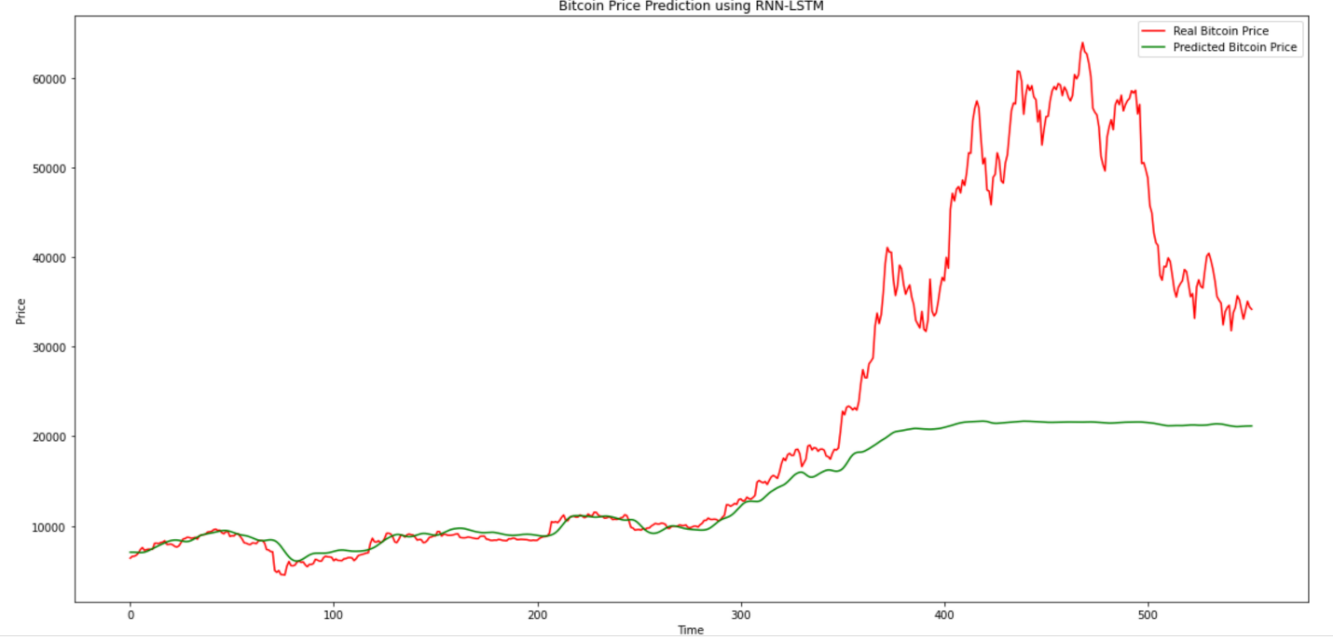 Bitcoin Price Prediction using RNN-LSTM
Real Bitcoin Price
Predicted Bitcoin Price
60000
50000
40000
30000
20000
10000
Price
0 100 200 300 400 500
Time